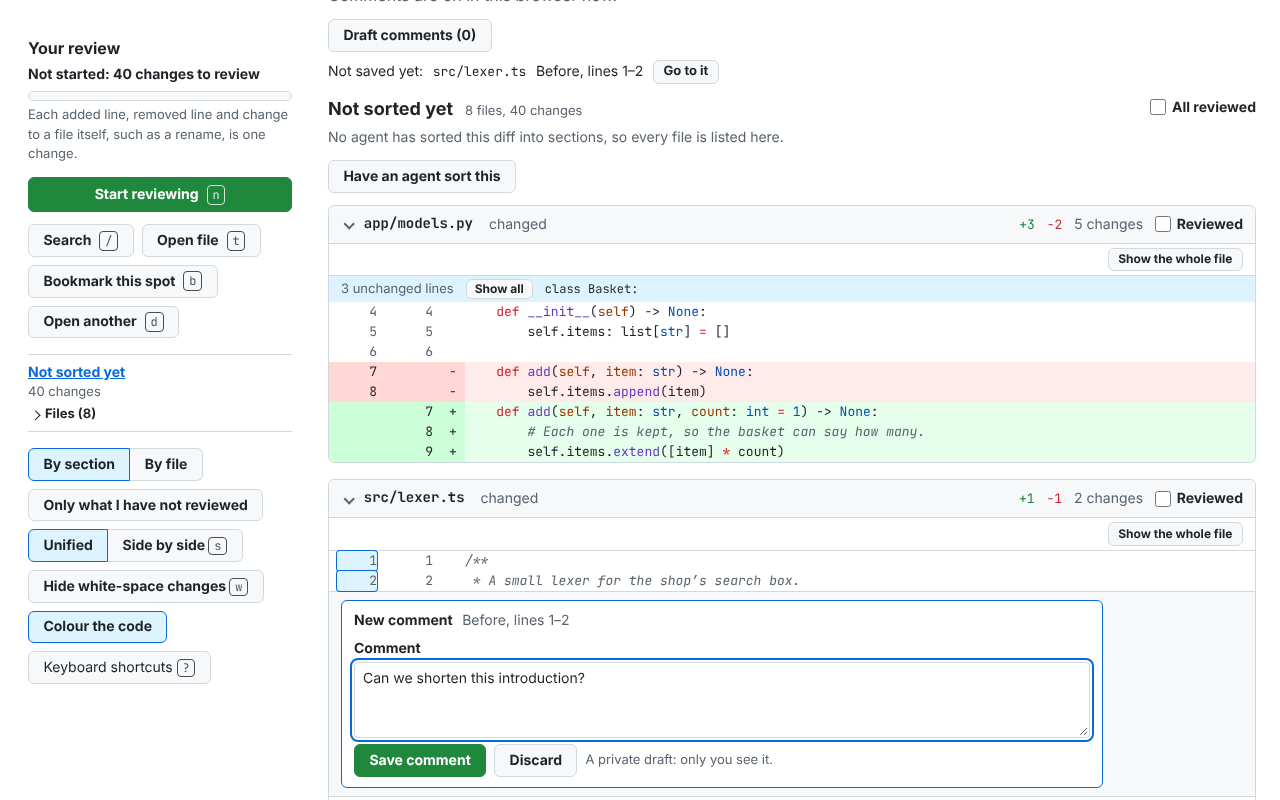 Your review
Not started: 40 changes to review
Each added line, removed line and change
to a file itself, such as a rename, is one
change.
Start reviewing n
Search / Open file t
Bookmark this spot b
Open another d
Not sorted yet
40 changes
Files (8)
By section By file
Only what I have not reviewed
Unified Side by side s
Hide white-space changes w
Colour the code
Keyboard shortcuts ?
Draft comments (0)
Not saved yet: src/lexer.ts Before, lines 1–2 Go to it
Not sorted yet 8 files, 40 changes All reviewed
No agent has sorted this diff into sections, so every file is listed here.
Have an agent sort this
app/models.py changed +3 -2 5 changes Reviewed
Show the whole file
3 unchanged lines Show all class Basket:
4 4 def __init__(self) -> None:
5 5 self.items: list[str] = []
6 6
7 - def add(self, item: str) -> None:
8 - self.items.append(item)
7 + def add(self, item: str, count: int = 1) -> None:
8 + # Each one is kept, so the basket can say how many.
9 + self.items.extend([item] * count)
src/lexer.ts changed +1 -1 2 changes Reviewed
Show the whole file
1 1 /**
2 2 * A small lexer for the shop’s search box.
New comment Before, lines 1–2
Comment
Can we shorten this introduction?
Save comment Discard A private draft: only you see it.